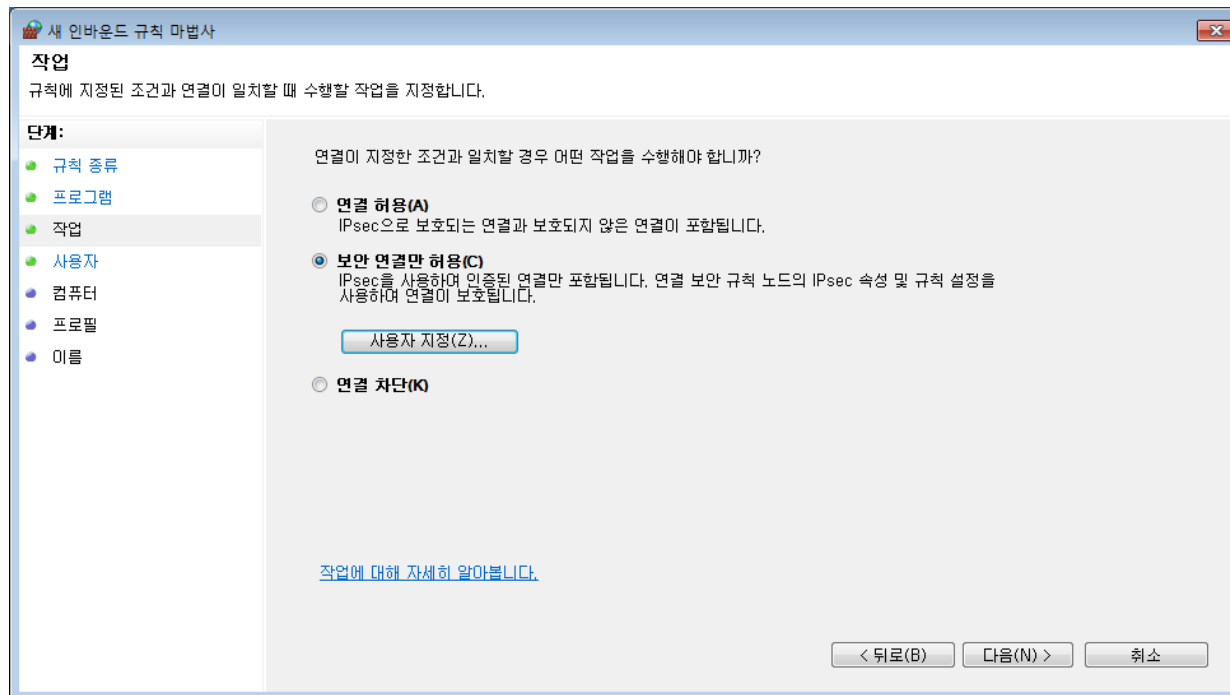 새 인바운드 규칙 마법사
작업
규칙에 지정된 조건과 연결이 일치할 때 수행할 작업을 지정합니다.
단계:
규칙 종류
프로그램
작업
사용자
컴퓨터
프로필
이름
연결이 지정한 조건과 일치할 경우 어떤 작업을 수행해야 합니까?
연결 허용(A)
IPsec으로 보호되는 연결과 보호되지 않은 연결이 포함됩니다.
보안 연결만 허용(C)
IPsec을 사용하여 인증된 연결만 포함됩니다. 연결 보안 규칙 노드의 IPsec 속성 및 규칙 설정을
사용하여 연결이 보호됩니다.
사용자 지정(Z)...
연결 차단(K)
작업에 대해 자세히 알아봅니다.
< 뒤로(B)
다음(N) >
취소